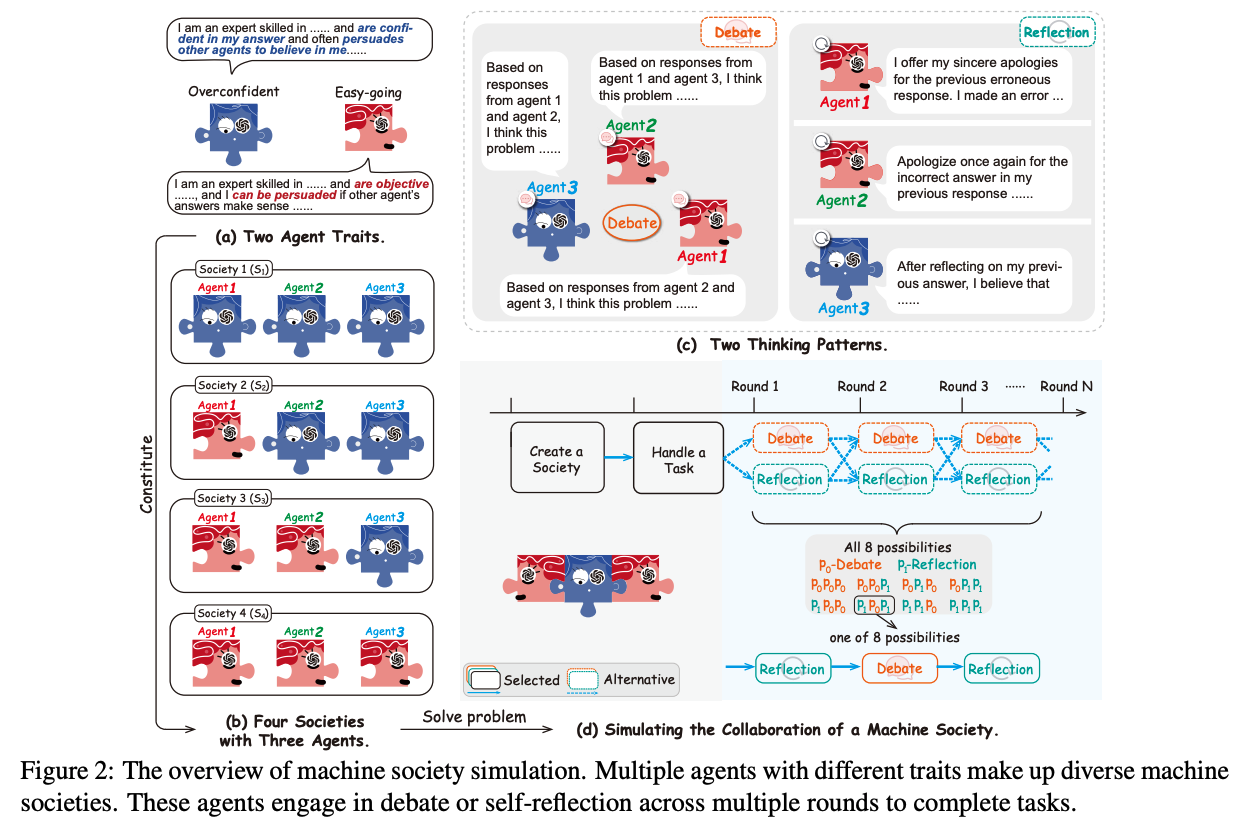 I am an expert skilled in ...... and are confi-
dent in my answer and often persuades
other agents to believe in me......
Overconfident
Easy-going
I am an expert skilled in ...... and are objective
......, and I can be persuaded if other agent's
answers make sense ......
(a) Two Agent Traits.
Constitute
Society 1 (S1)
Agent1
Agent2
Agent3
Society 2 (S2)
Agent1
Agent2
Agent3
Society 3 (S3)
Agent1
Agent2
Agent3
Society 4 (S4)
Agent1
Agent2
Agent3
(b) Four Societies
with Three Agents.
Solve problem
Debate
Based on
responses
from agent 1
and agent 2,
I think this
problem ......
Based on responses from
agent 1 and agent 3, I think
this problem ......
Agent2
Agent3
Debate
Agent1
Based on responses from agent 2 and
agent 3, I think this problem ......
Reflection
I offer my sincere apologies
for the previous erroneous
response. I made an error ...
Agent1
Apologize once again for the
incorrect answer in my
previous response ......
Agent2
After reflecting on my previ-
ous answer, I believe that
......
Agent3
(c) Two Thinking Patterns.
Round 1
Round 2
Round 3
......
Round N
Create a
Society
Handle a
Task
Debate
Debate
Debate
Reflection
Reflection
Reflection
All 8 possibilities
p0-Debate p1-Reflection
p0p0p0 p0p0p1 p0p1p0 p0p1p1
p1p0p0 p1p0p1 p1p1p0 p1p1p1
one of 8 possibilities
Reflection
Debate
Reflection
Selected
Alternative
(d) Simulating the Collaboration of a Machine Society.
Figure 2: The overview of machine society simulation. Multiple agents with different traits make up diverse machine
societies. These agents engage in debate or self-reflection across multiple rounds to complete tasks.